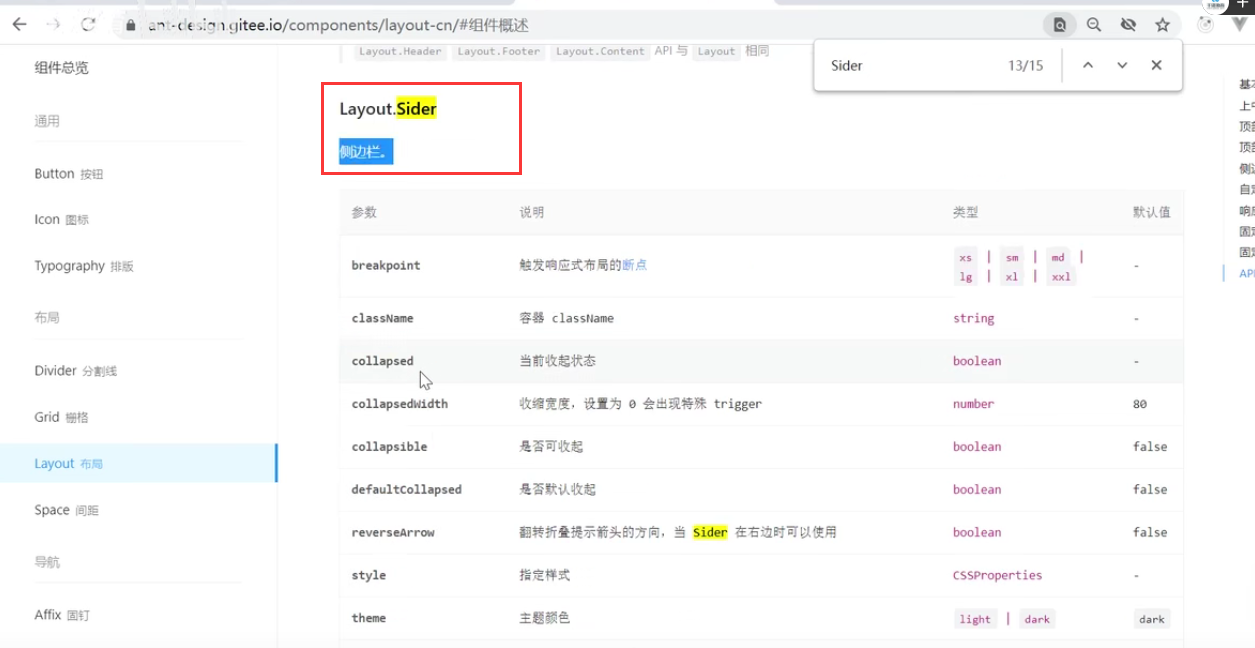 ant-design.gitee.io/components/layout-cn/#组件概述
Sider 13/15
组件总览
通用
Button 按钮
Icon 图标
Typography 排版
布局
Divider 分割线
Grid 栅格
Layout 布局
Space 间距
导航
Affix 固钉
Layout.Header Layout.Footer Layout.Content API 与 Layout 相同
Layout.Sider
侧边栏。
参数 说明 类型 默认值
breakpoint 触发响应式布局的断点 xs | sm | md |
lg | xl | xxl -
className 容器 className string -
collapsed 当前收起状态 boolean -
collapsedWidth 收缩宽度，设置为 0 会出现特殊 trigger number 80
collapsible 是否可收起 boolean false
defaultCollapsed 是否默认收起 boolean false
reverseArrow 翻转折叠提示箭头的方向，当 Sider 在右边时可以使用 boolean false
style 指定样式 CSSProperties -
theme 主题颜色 light | dark dark
基本
上中
顶部
顶部
侧边
自定
响应
固定
固定
API